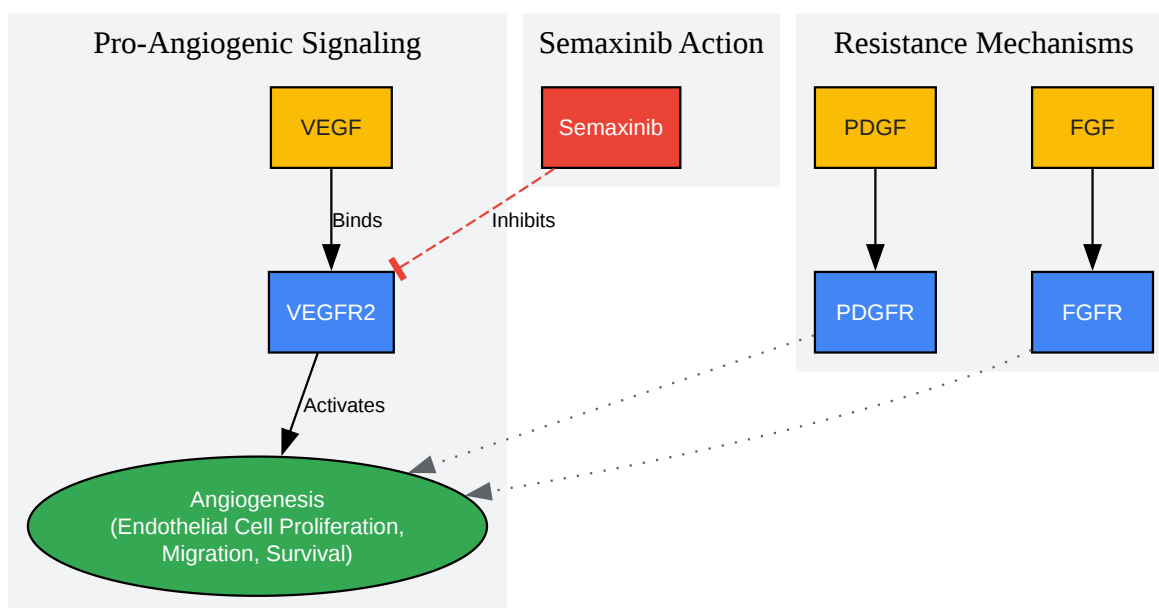 Pro-Angiogenic Signaling
Semaxinib Action
Resistance Mechanisms
VEGF
Semaxinib
PDGF
FGF
Binds
Inhibits
VEGFR2
PDGFR
FGFR
Activates
Angiogenesis
(Endothelial Cell Proliferation,
Migration, Survival)